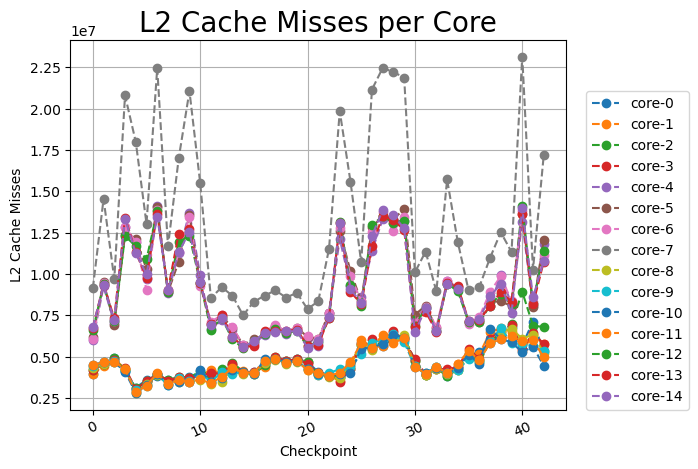 L2 Cache Misses per Core
1e7
2.25
2.00
1.75
1.50
1.25
1.00
0.75
0.50
0.25
L2 Cache Misses
0
10
20
30
40
Checkpoint
core-0
core-1
core-2
core-3
core-4
core-5
core-6
core-7
core-8
core-9
core-10
core-11
core-12
core-13
core-14